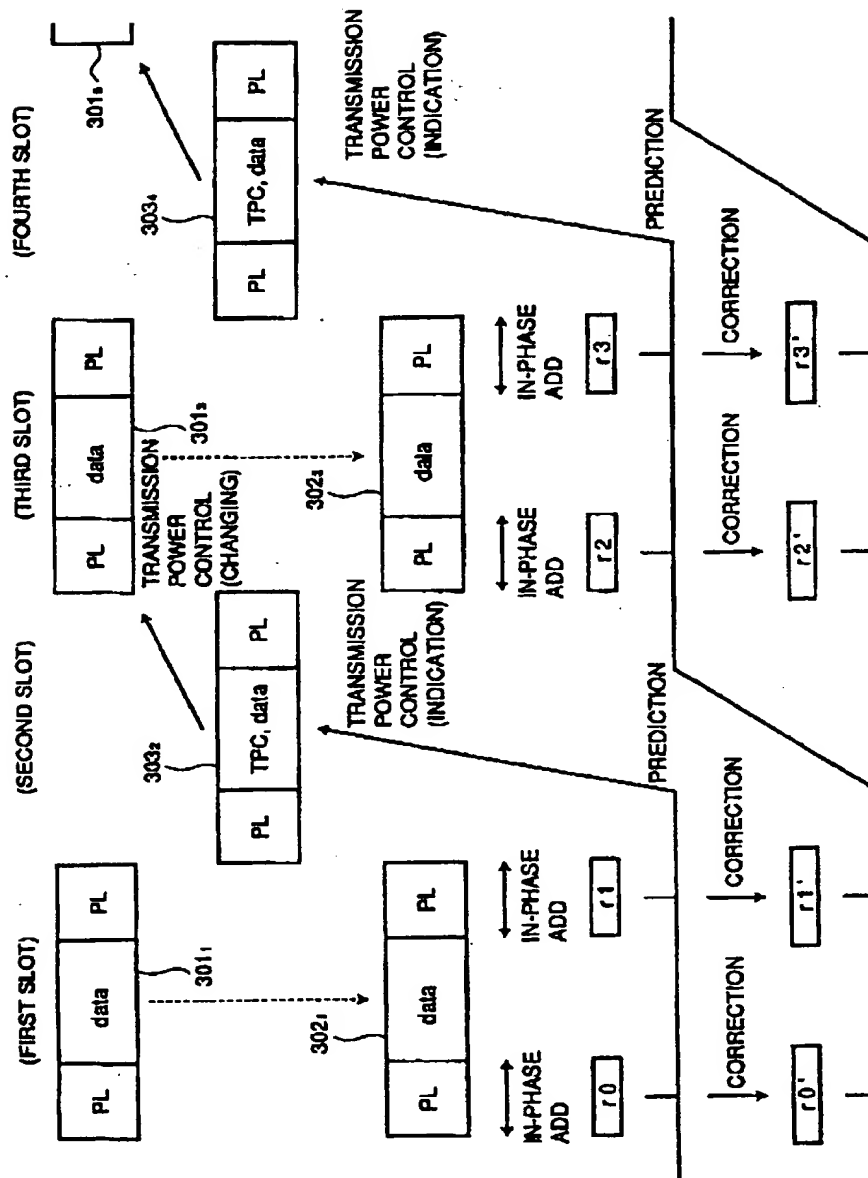 (FIRST SLOT)
(SECOND SLOT)
(THIRD SLOT)
(FOURTH SLOT)
PL data PL
301₁
PL data PL
301₃
301₅
TRANSMISSION
POWER
CONTROL
(CHANGING)
303₂
PL TPC, data PL
303₄
PL TPC, data PL
302₁
PL data PL
302₃
PL data PL
TRANSMISSION
POWER
CONTROL
(INDICATION)
TRANSMISSION
POWER
CONTROL
(INDICATION)
IN-PHASE
ADD
IN-PHASE
ADD
IN-PHASE
ADD
IN-PHASE
ADD
r0
r1
r2
r3
PREDICTION
PREDICTION
CORRECTION
CORRECTION
CORRECTION
CORRECTION
r0'
r1'
r2'
r3'